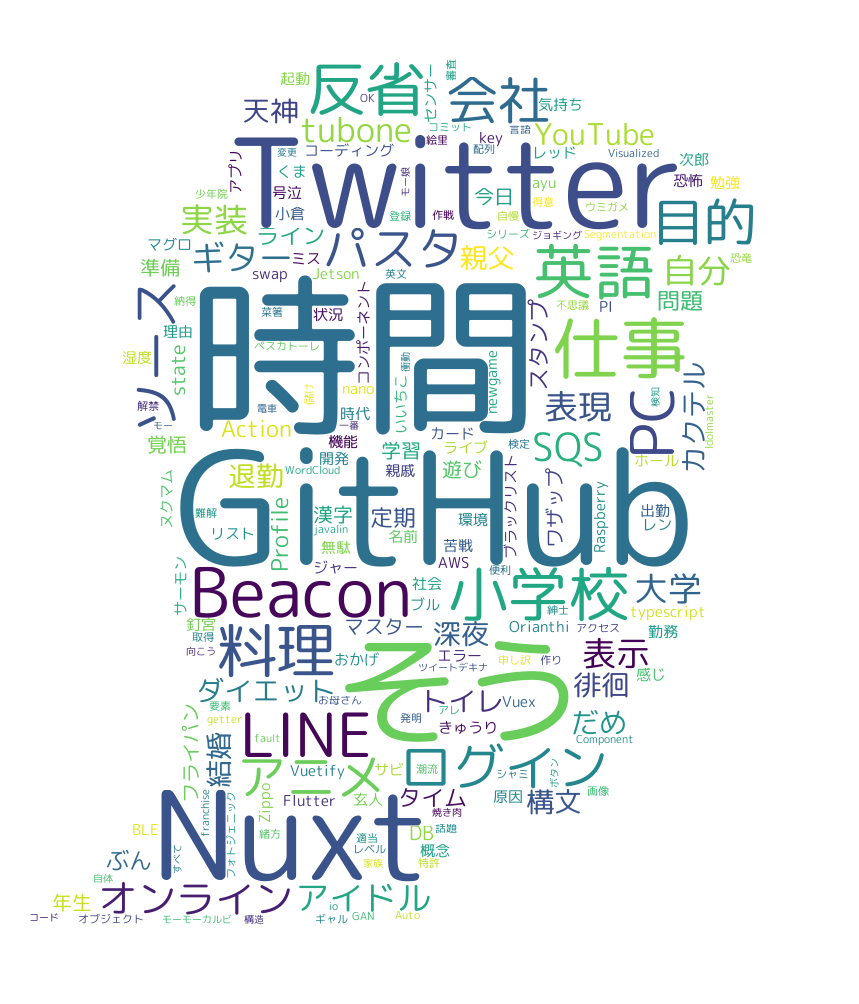 審査
起動
反省
OK
センサー
会社
気持ち
天神
tubone
コミット
絵里
key
言語
YouTube
Twitter
変更
コーディング
配列
レッド
Visualized
次郎
アプリ
くま
モー娘
恐怖
勉強
少年院
号泣
今日
ayu
得意
ウミガメ
小倉
登録
作戦
自慢
実装
ライン
パスタ
シリーズ
ジョギング
Segmentation
目的
マグロ
ギター
ミス
親父
英語
自分
恐竜
準備
swap
Jetson
英文
不思議
PI
問題
ソース
納得
菜箸
状況
コンポーネント
時間
スタンプ
仕事
理由
ペスカトーレ
湿度
state
衝動
newgame
nano
いいちこ
表現
PC
検知
カクテル
Idolmaster
解禁
電車
時代
一番
モー
Action
機能
カード
覚悟
学習
ライブ
検定
SQS
ホール
開発
退勤
WordCloud
親戚
遊び
ブラックリスト
ワザップ
ヌクマム
GitHub
難解
漢字
定期
環境
Raspberry
出勤
レン
リスト
javalin
Profile
名前
無駄
苦戦
ジャー
AWS
便利
サーモン
Beacon
社会
小学校
大学
ブル
紳士
typescript
釘宮
マスター
深夜
Orianthi
アクセス
勤務
取得
料理
向こう
おかげ
エラー
ツイートデキナ
申し訳
作り
表示
感じ
そう
ダイエット
お母さん
トイレ
Vuex
徘徊
要素
アレ
getter
発明
きゅうり
だめ
フライパン
LINE
fault
Component
結婚
アニメ
Vuetify
サビ
潮流
ログイン
シャミ
ボタン
画像
franchise
フォトジェニック
Zippo
Flutter
玄人
タイム
焼き肉
原因
構文
Nuxt
BLE
緒方
適当
DB
話題
レベル
概念
ぶん
すべて
家族
特許
自体
年生
オンライン
アイドル
io
コード
オブジェクト
モーモーカルビ
構造
ギャル
GAN
Auto